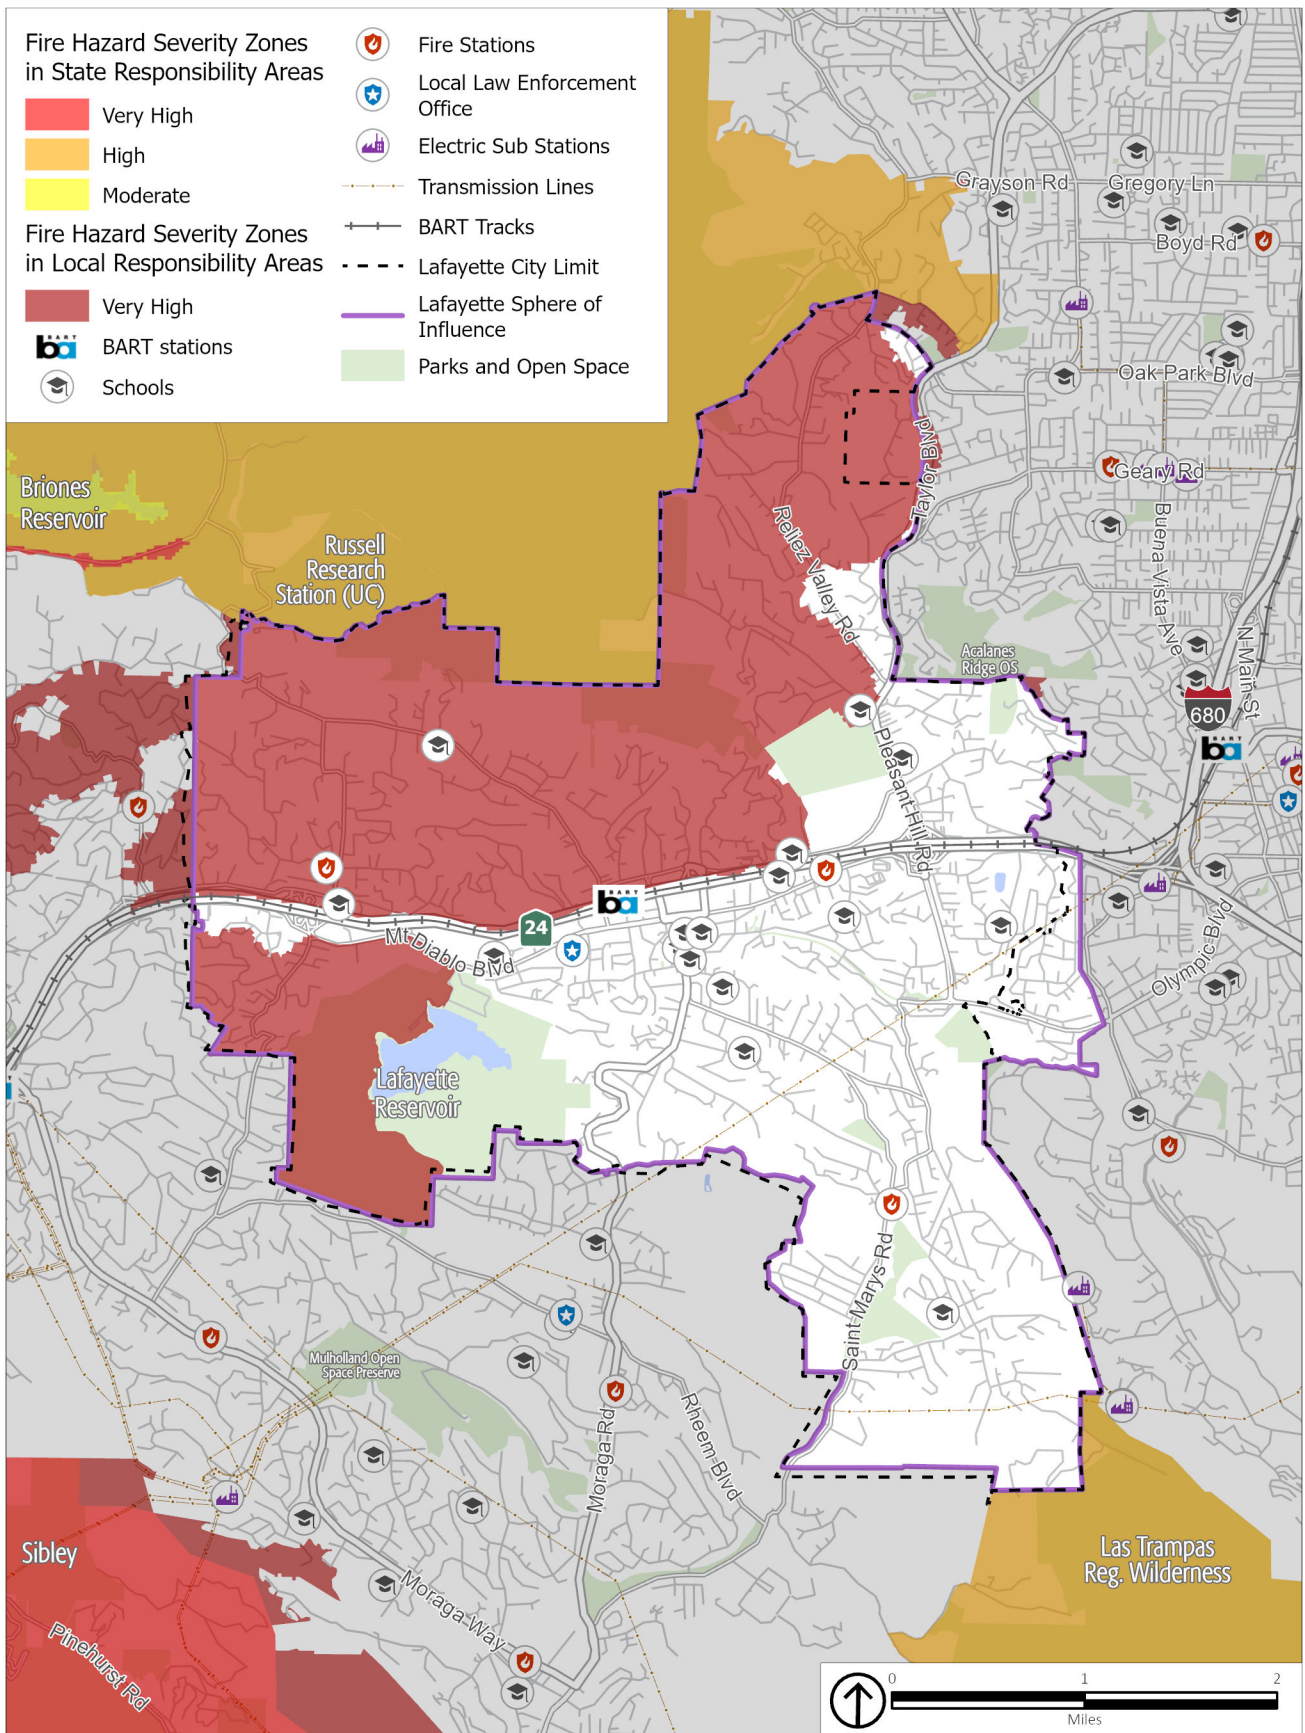 Fire Hazard Severity Zones
in State Responsibility Areas
Very High
High
Moderate
Fire Hazard Severity Zones
in Local Responsibility Areas
Very High
BART
ba
BART stations
Schools
Fire Stations
Local Law Enforcement
Office
Electric Sub Stations
Transmission Lines
BART Tracks
Lafayette City Limit
Lafayette Sphere of
Influence
Parks and Open Space
Grayson Rd
Gregory Ln
Boyd Rd
Oak Park Blvd
Taylor Blvd
Geary Rd
Briones
Reservoir
Russell
Research
Station (UC)
Reliez Valley Rd
Buena Vista Ave
N Main St
Acalanes
Ridge OS
680
BART
ba
Pleasant Hill Rd
BART
ba
24
Mt Diablo Blvd
Olympic Blvd
Lafayette
Reservoir
Saint Marys Rd
Mulholland Open
Space Preserve
Moraga Rd
Rheem Blvd
Sibley
Las Trampas
Reg. Wilderness
Moraga Way
Pinehurst Rd
0
1
2
Miles